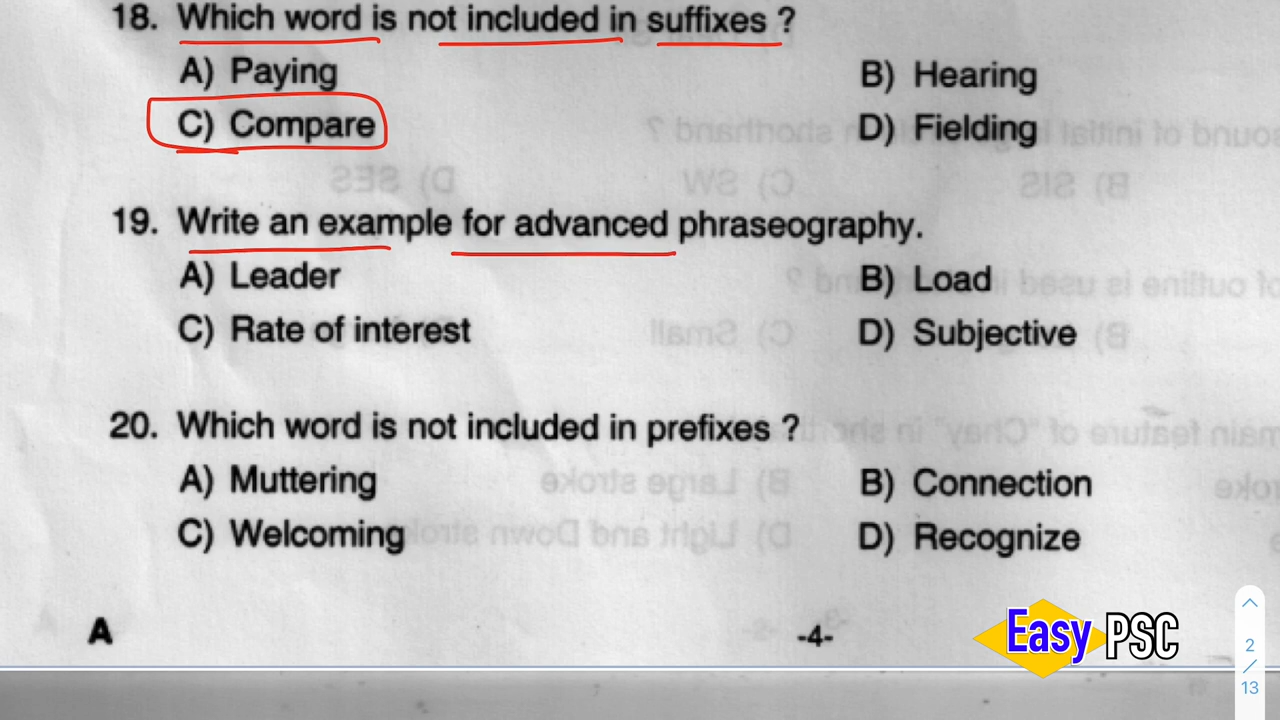 18. Which word is not included in suffixes ?
A) Paying
B) Hearing
C) Compare
D) Fielding
19. Write an example for advanced phraseography.
A) Leader
B) Load
C) Rate of interest
D) Subjective
20. Which word is not included in prefixes ?
A) Muttering
B) Connection
C) Welcoming
D) Recognize
A
-4-
Easy PSC
2
/
13